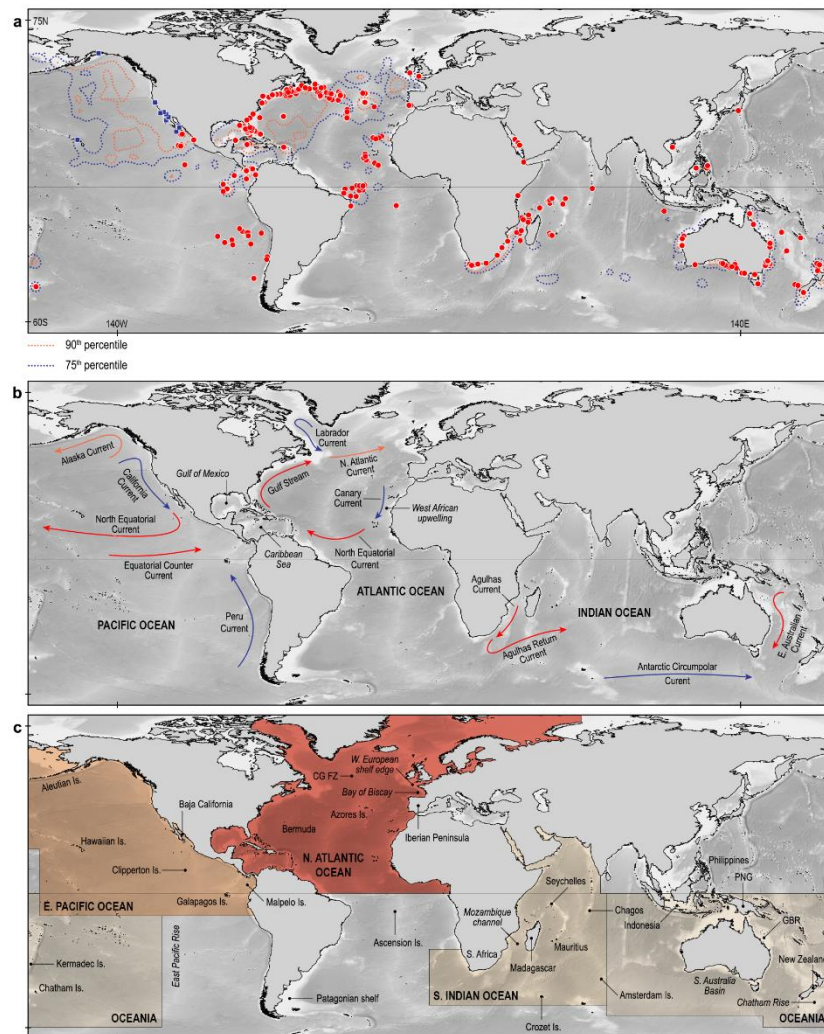 a
75N
60S
140W
140E
90th percentile
75th percentile
b
Labrador
Current
Alaska Current
California
Current
Gulf of Mexico
Gulf Stream
N. Atlantic
Current
Canary
Current
West African
upwelling
North Equatorial
Current
Equatorial Counter
Current
Caribbean
Sea
North Equatorial
Current
ATLANTIC OCEAN
Agulhas
Current
INDIAN OCEAN
PACIFIC OCEAN
Peru
Current
Agulhas Return
Current
E. Australian
Current
Antarctic Circumpolar
Curent
c
CG FZ
W. European
shelf edge
Aleutian Is.
Bay of Biscay
Baja California
Azores Is.
Bermuda
Iberian Peninsula
Hawaiian Is.
N. ATLANTIC
OCEAN
Philippines
Clipperton Is.
Seychelles
PNG
Galapagos Is.
Malpelo Is.
Chagos
E. PACIFIC OCEAN
Indonesia
Mozambique
channel
GBR
East Pacific Rise
Ascension Is.
Mauritius
S. Africa
Kermadec Is.
Madagascar
New Zealand
Chatham Is.
S. Australia
Basin
Amsterdam Is.
Patagonian shelf
S. INDIAN OCEAN
Chatham Rise
OCEANIA
Crozet Is.
OCEANIA